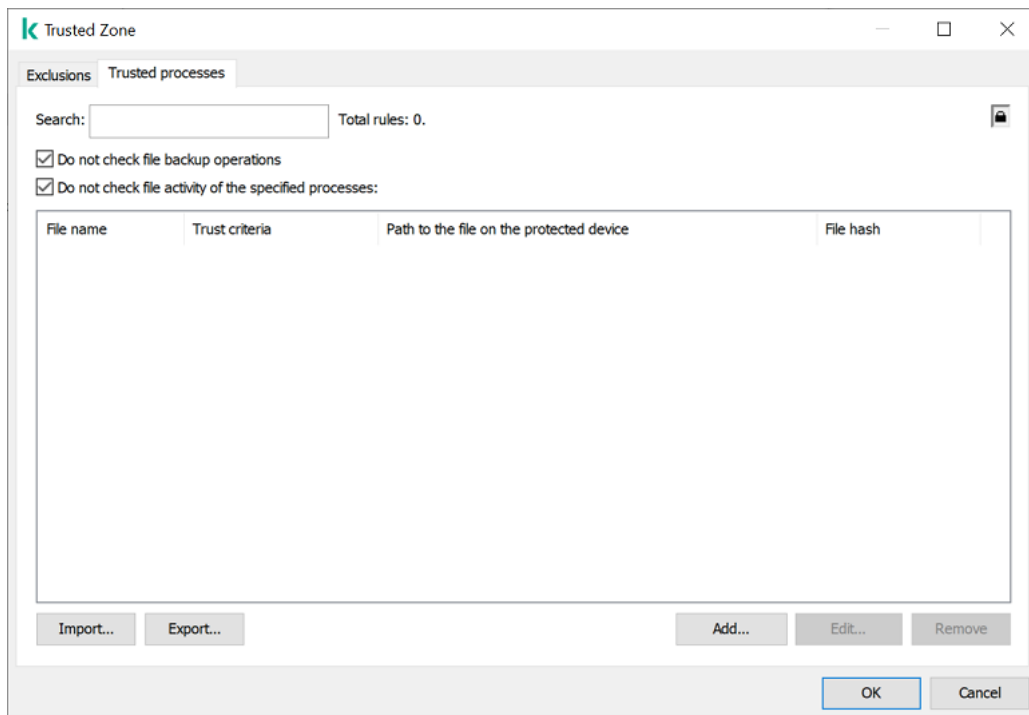 Trusted Zone
Exclusions Trusted processes
Search: Total rules: 0.
Do not check file backup operations
Do not check file activity of the specified processes:
File name Trust criteria Path to the file on the protected device File hash
Import... Export... Add... Edit... Remove
OK Cancel